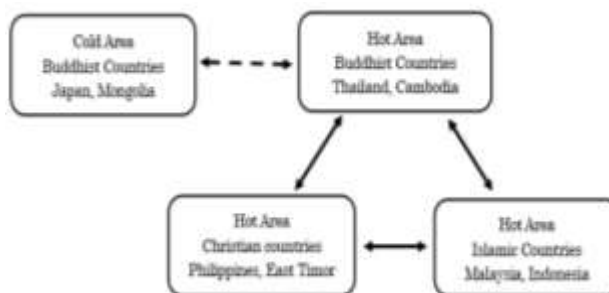 Cold Area
Buddhist Countries
Japan, Mongolia
Hot Area
Buddhist Countries
Thailand, Cambodia
Hot Area
Christian countries
Philippines, East Timor
Hot Area
Islamic Countries
Malaysia, Indonesia